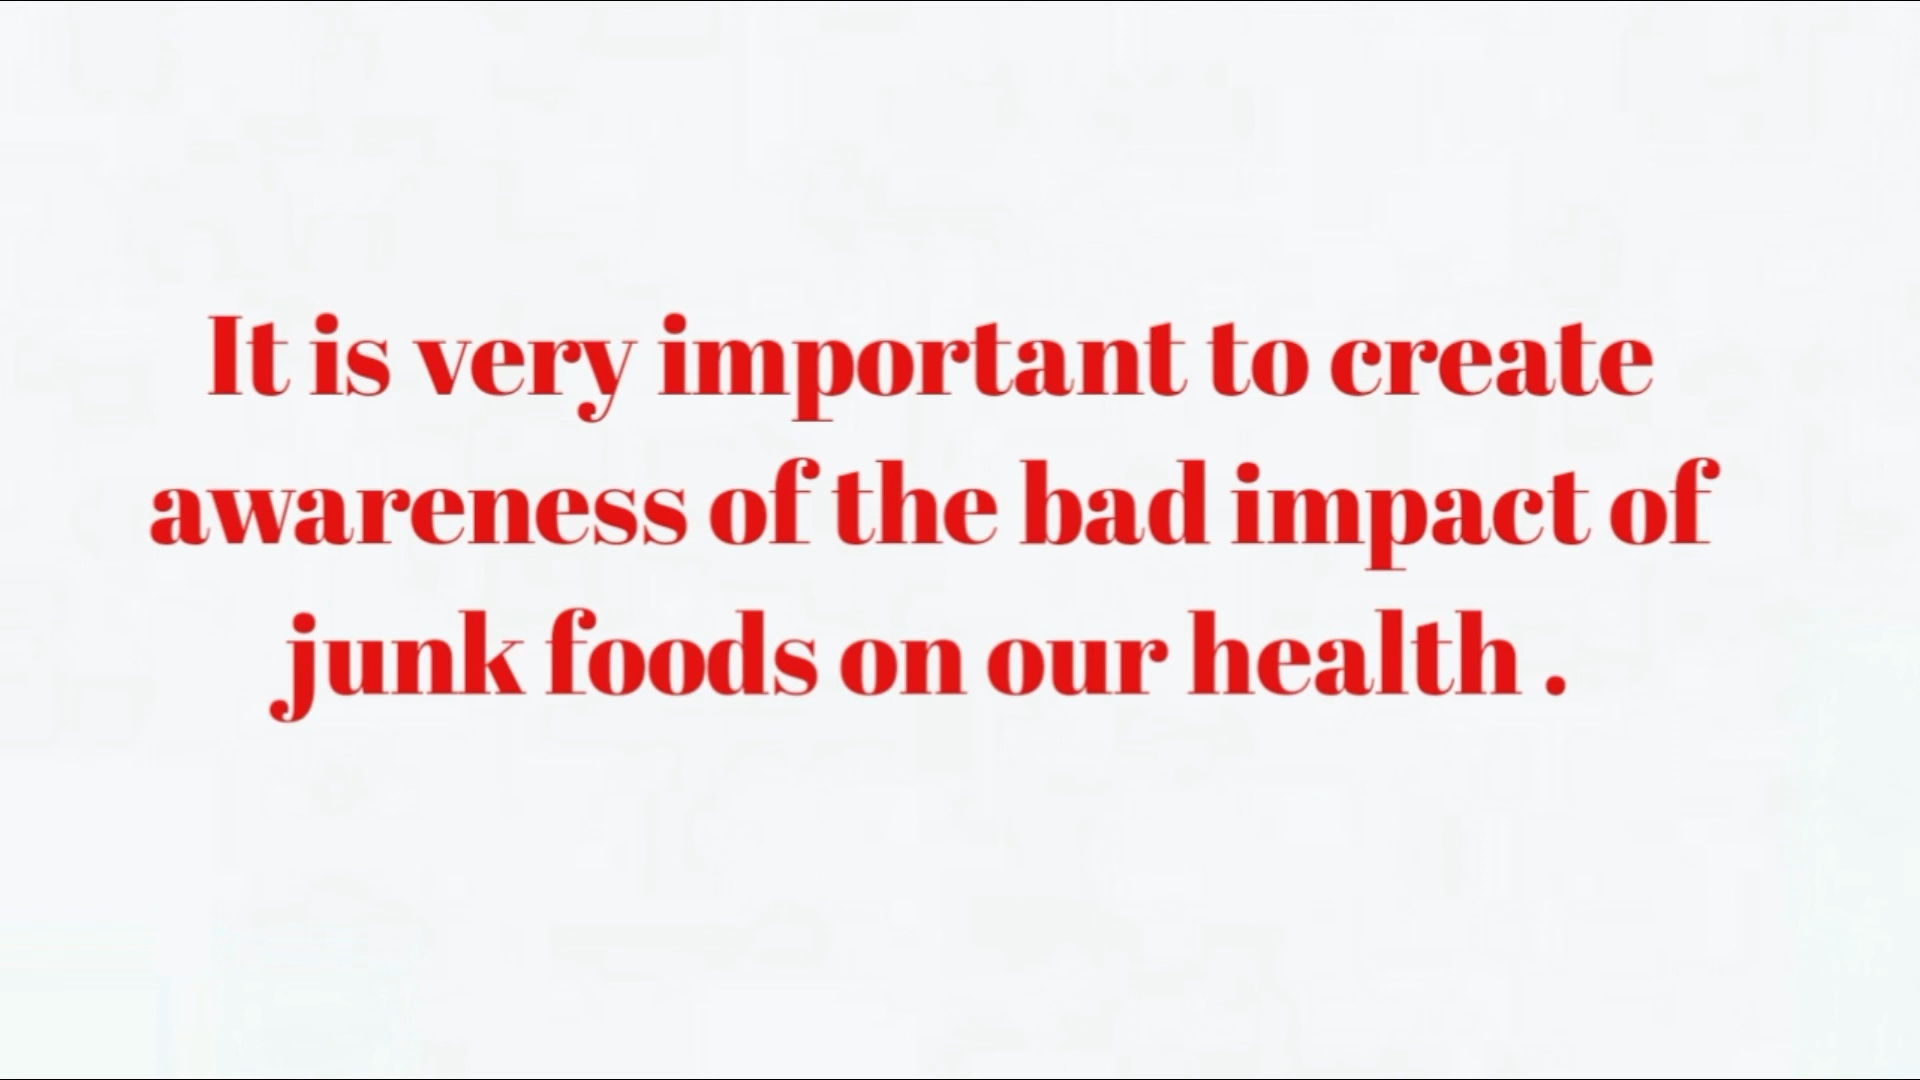 It is very important to create
awareness of the bad impact of
junk foods on our health .